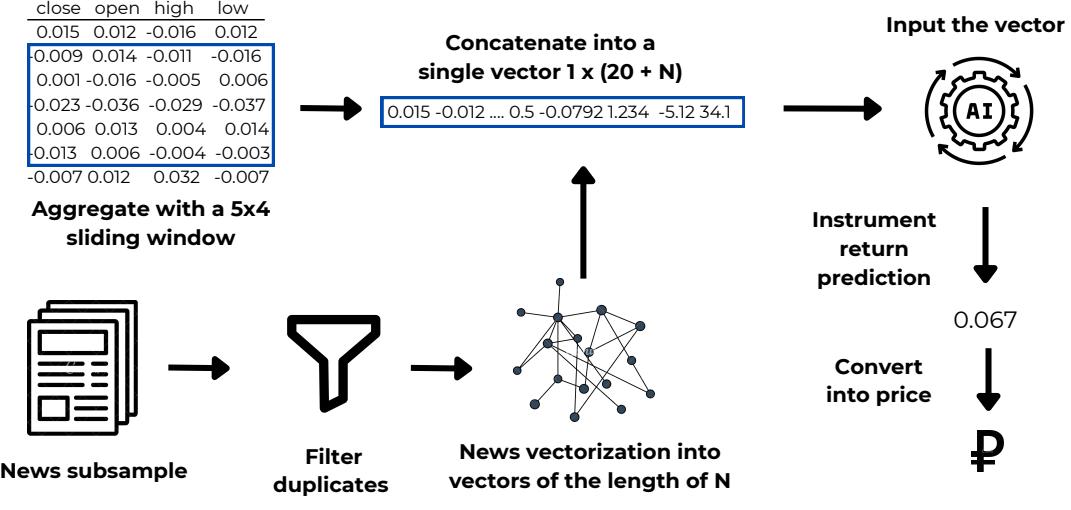 close open high low
0.015 0.012 -0.016 0.012
-0.009 0.014 -0.011 -0.016
0.001 -0.016 -0.005 0.006
-0.023 -0.036 -0.029 -0.037
0.006 0.013 0.004 0.014
-0.013 0.006 -0.004 -0.003
-0.007 0.012 0.032 -0.007
Aggregate with a 5x4
sliding window
Concatenate into a
single vector 1 x (20 + N)
0.015 -0.012 .... 0.5 -0.0792 1.234 -5.12 34.1
Input the vector
AI
Instrument
return
prediction
0.067
Convert
into price
₽
News subsample
Filter
duplicates
News vectorization into
vectors of the length of N